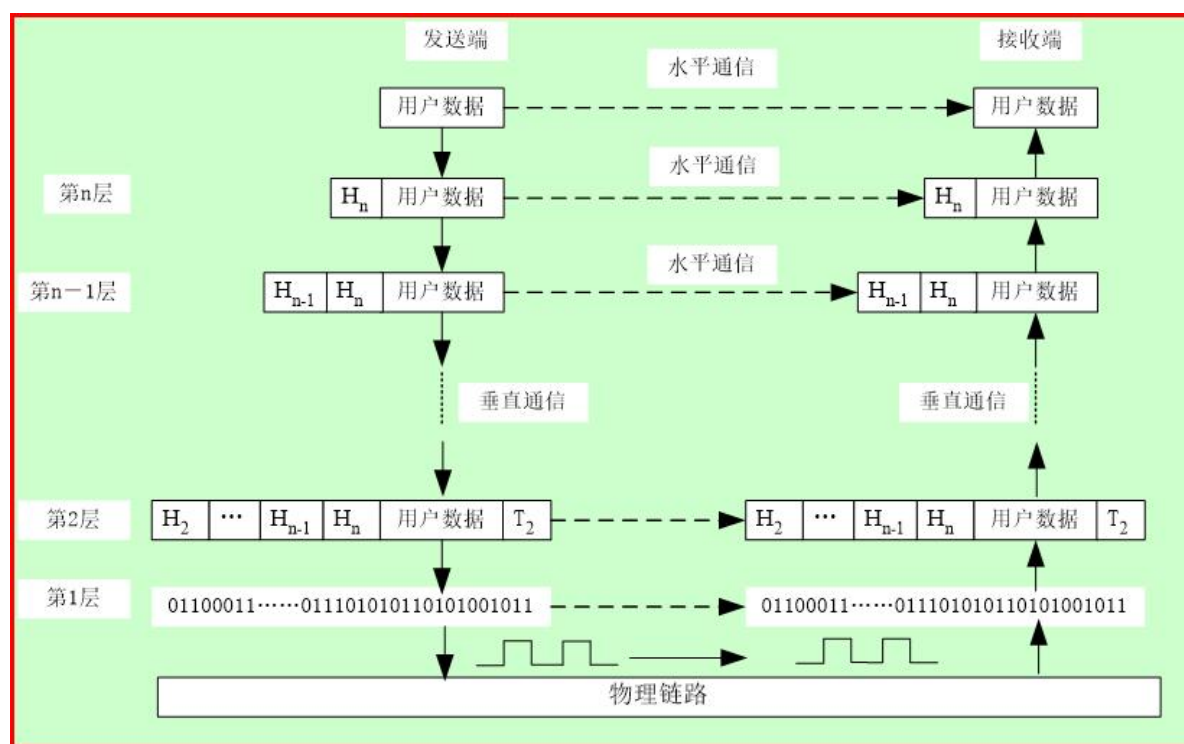 发送端 接收端
水平通信
用户数据 用户数据
水平通信
第n层 Hn 用户数据 Hn 用户数据
水平通信
第n－1层 Hn-1 Hn 用户数据 Hn-1 Hn 用户数据
垂直通信 垂直通信
第2层 H2 … Hn-1 Hn 用户数据 T2 H2 … Hn-1 Hn 用户数据 T2
第1层 01100011……011101010110101001011 01100011……011101010110101001011
物理链路